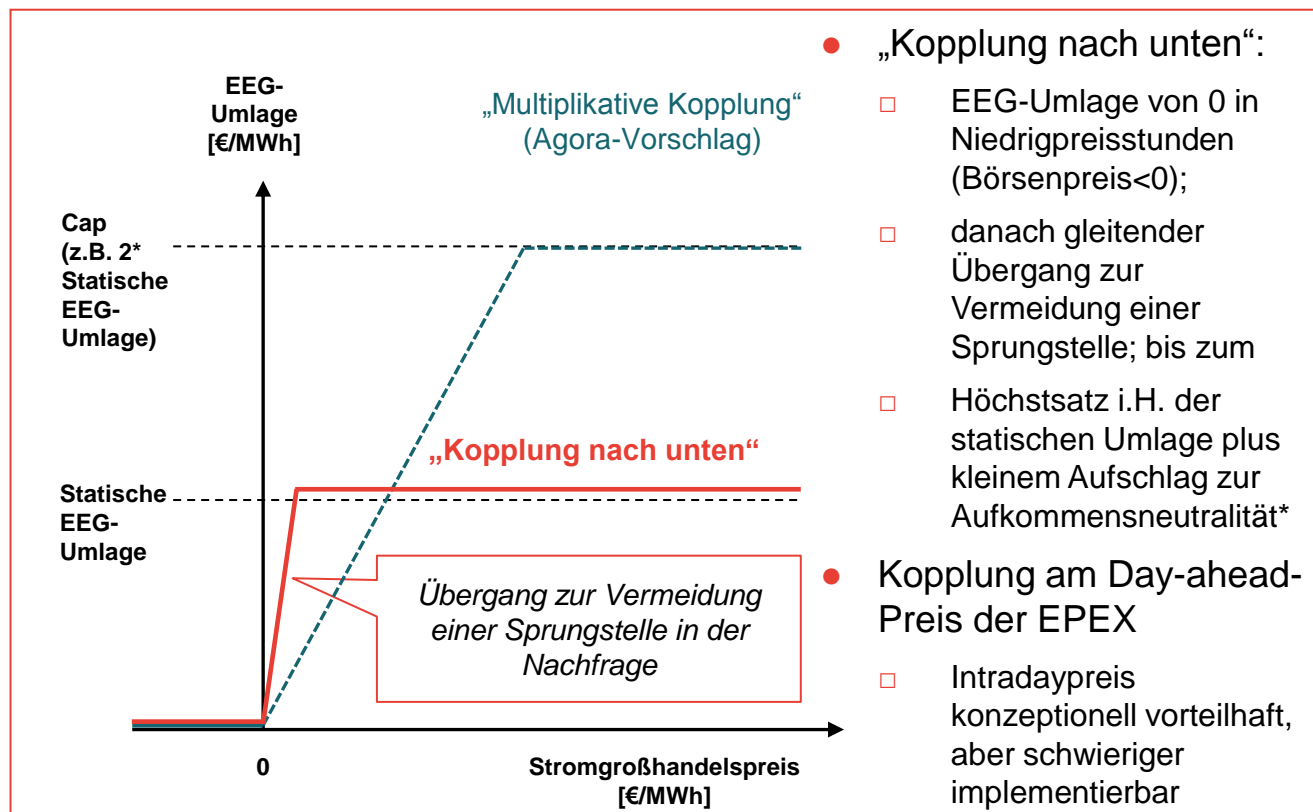 EEG-
Umlage
[€/MWh]
„Multiplikative Kopplung“
(Agora-Vorschlag)
Cap
(z.B. 2*
Statische
EEG-
Umlage)
„Kopplung nach unten“
Statische
EEG-
Umlage
Übergang zur Vermeidung
einer Sprungstelle in der
Nachfrage
0
Stromgroßhandelspreis
[€/MWh]
● „Kopplung nach unten“:
□ EEG-Umlage von 0 in
Niedrigpreisstunden
(Börsenpreis<0);
□ danach gleitender
Übergang zur
Vermeidung einer
Sprungstelle; bis zum
□ Höchstsatz i.H. der
statischen Umlage plus
kleinem Aufschlag zur
Aufkommensneutralität*
● Kopplung am Day-ahead-
Preis der EPEX
□ Intradaypreis
konzeptionell vorteilhaft,
aber schwieriger
implementierbar